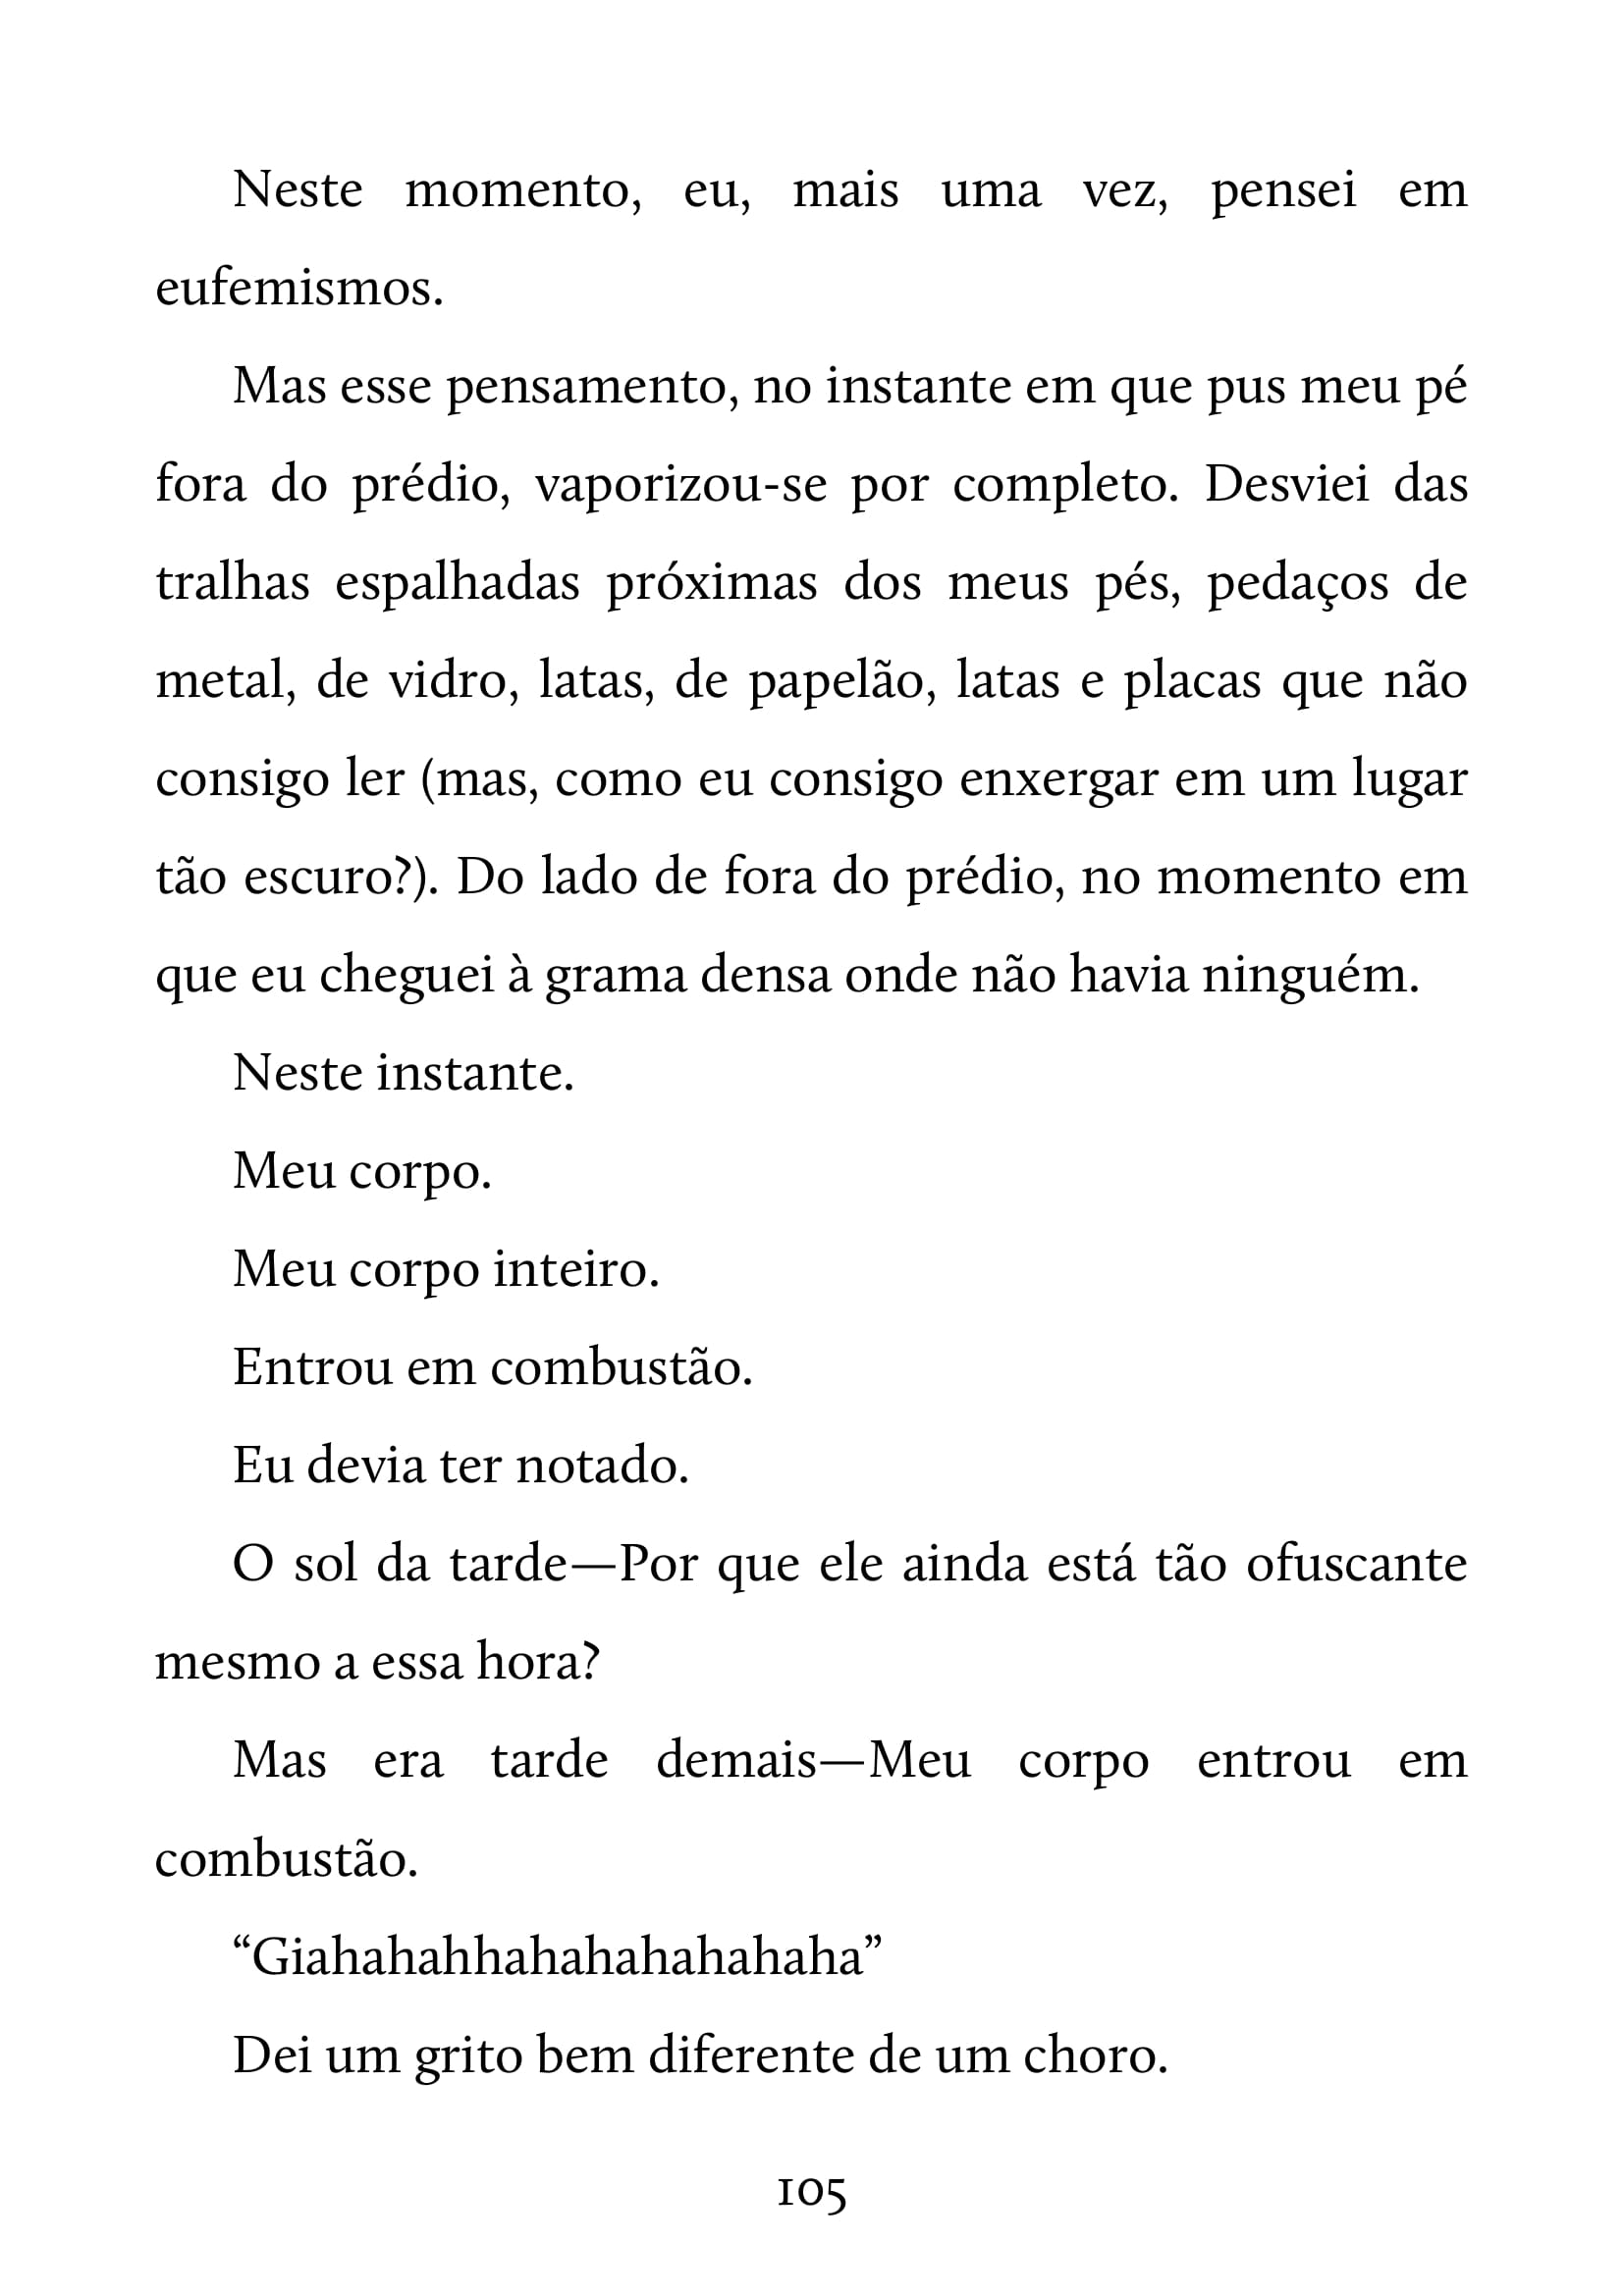 Neste momento, eu, mais uma vez, pensei em
eufemismos.
Mas esse pensamento, no instante em que pus meu pé
fora do prédio, vaporizou-se por completo. Desviei das
tralhas espalhadas próximas dos meus pés, pedaços de
metal, de vidro, latas, de papelão, latas e placas que não
consigo ler (mas, como eu consigo enxergar em um lugar
tão escuro?). Do lado de fora do prédio, no momento em
que eu cheguei à grama densa onde não havia ninguém.
Neste instante.
Meu corpo.
Meu corpo inteiro.
Entrou em combustão.
Eu devia ter notado.
O sol da tarde—Por que ele ainda está tão ofuscante
mesmo a essa hora?
Mas era tarde demais—Meu corpo entrou em
combustão.
“Giahahahhahahahahahaha”
Dei um grito bem diferente de um choro.
105